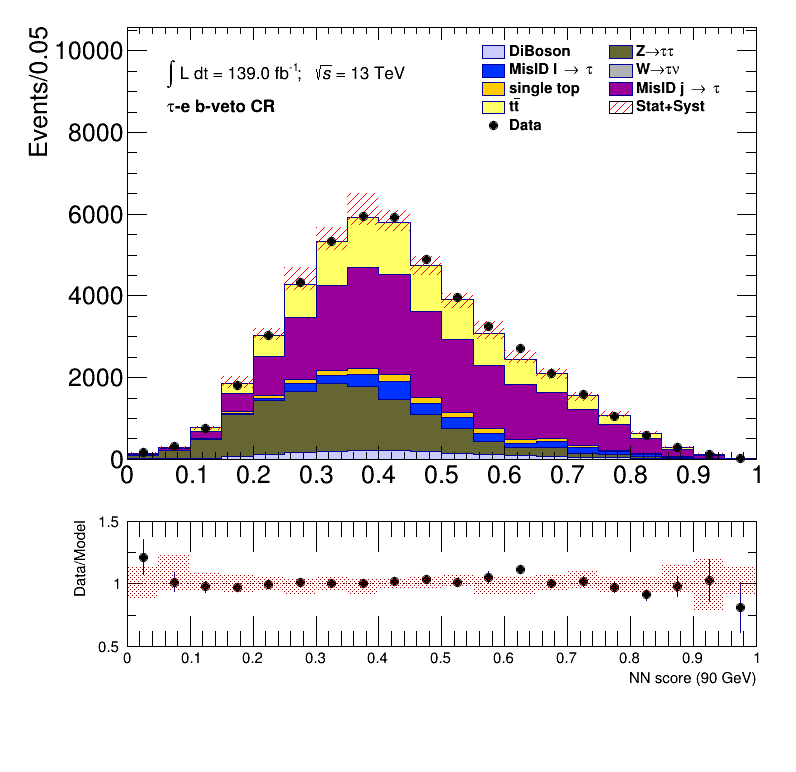 Events/0.05
10000
8000
6000
4000
2000
0
∫ L dt = 139.0 fb⁻¹; √s = 13 TeV
τ-e b-veto CR
DiBoson
MisID l → τ
single top
tt̄
Data
Z→ττ
W→τν
MisID j → τ
Stat+Syst
0 0.1 0.2 0.3 0.4 0.5 0.6 0.7 0.8 0.9 1
Data/Model
1.5
1
0.5
0 0.1 0.2 0.3 0.4 0.5 0.6 0.7 0.8 0.9 1
NN score (90 GeV)